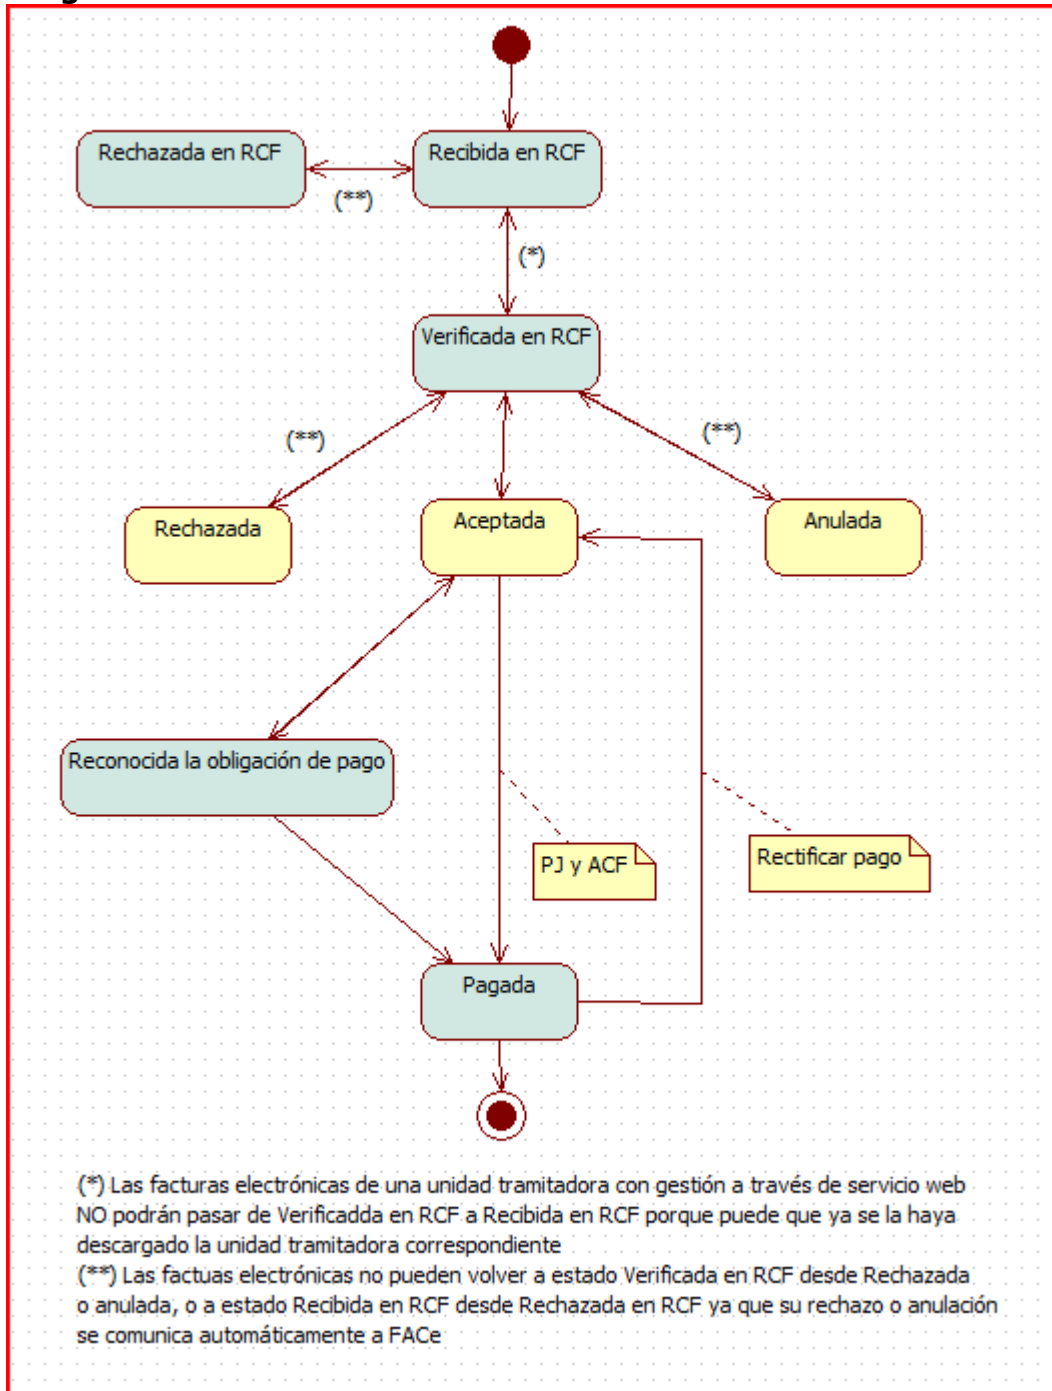 Rechazada en RCF
Recibida en RCF
(**)
(*)
Verificada en RCF
(**)
(**)
Rechazada
Aceptada
Anulada
Reconocida la obligación de pago
PJ y ACF
Rectificar pago
Pagada
(*) Las facturas electrónicas de una unidad tramitadora con gestión a través de servicio web
NO podrán pasar de Verificadda en RCF a Recibida en RCF porque puede que ya se la haya
descargado la unidad tramitadora correspondiente
(**) Las factuas electrónicas no pueden volver a estado Verificada en RCF desde Rechazada
o anulada, o a estado Recibida en RCF desde Rechazada en RCF ya que su rechazo o anulación
se comunica automáticamente a FACe